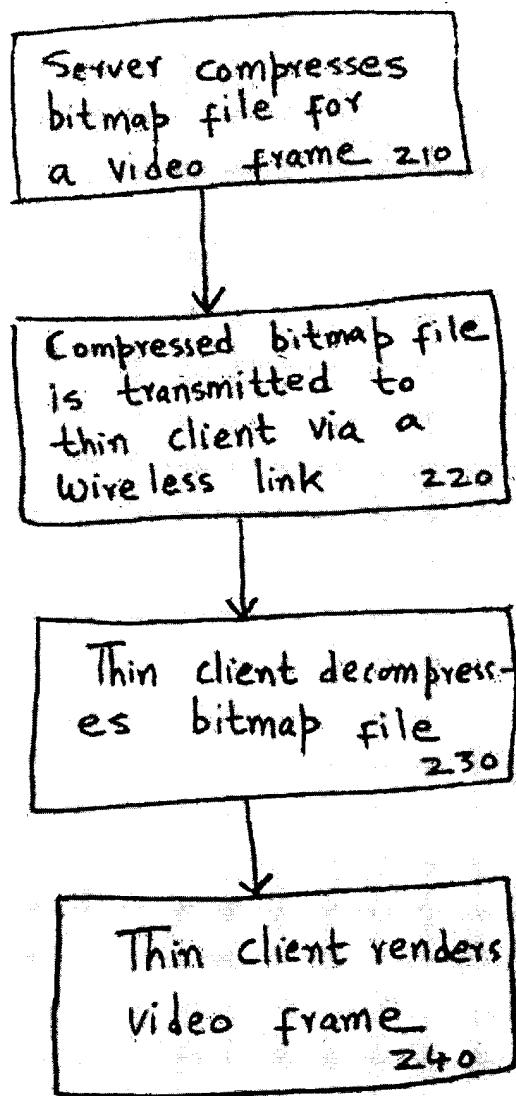 Server compresses
bitmap file for
a video frame 210
Compressed bitmap file
is transmitted to
thin client via a
wireless link 220
Thin client decompress-
es bitmap file
230
Thin client renders
video frame
240